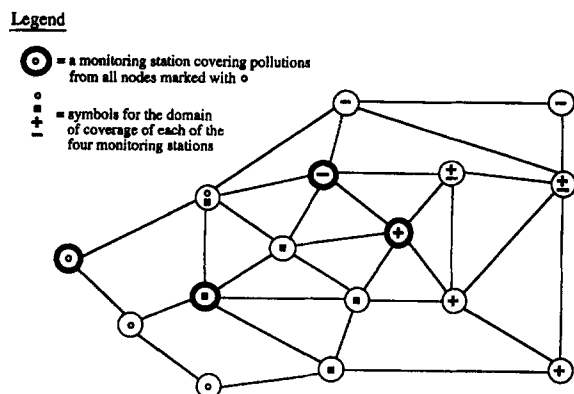 Legend
= a monitoring station covering pollutions
from all nodes marked with o
= symbols for the domain
of coverage of each of the
four monitoring stations